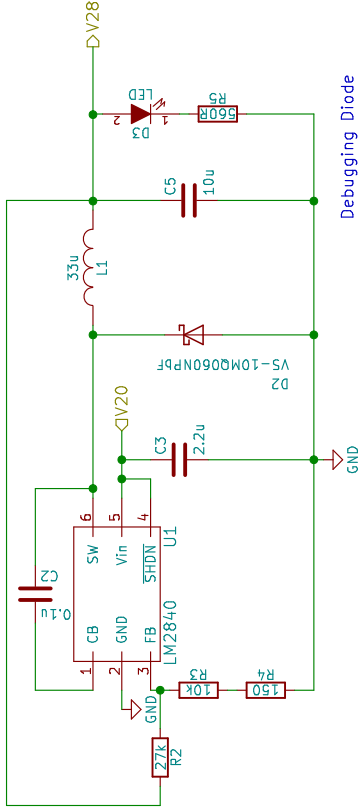 V28
LED
2
1
D3
R5
560R
Debugging Diode
C5
10u
33u
L1
VS-10MQ060NPbF
D2
V20
C3
2.2u
GND
6
5
4
SW
Vin
SHDN
U1
LM2840
CB
GND
FB
1
2
3
C2
0.1u
GND
R3
10k
R4
150
27k
R2